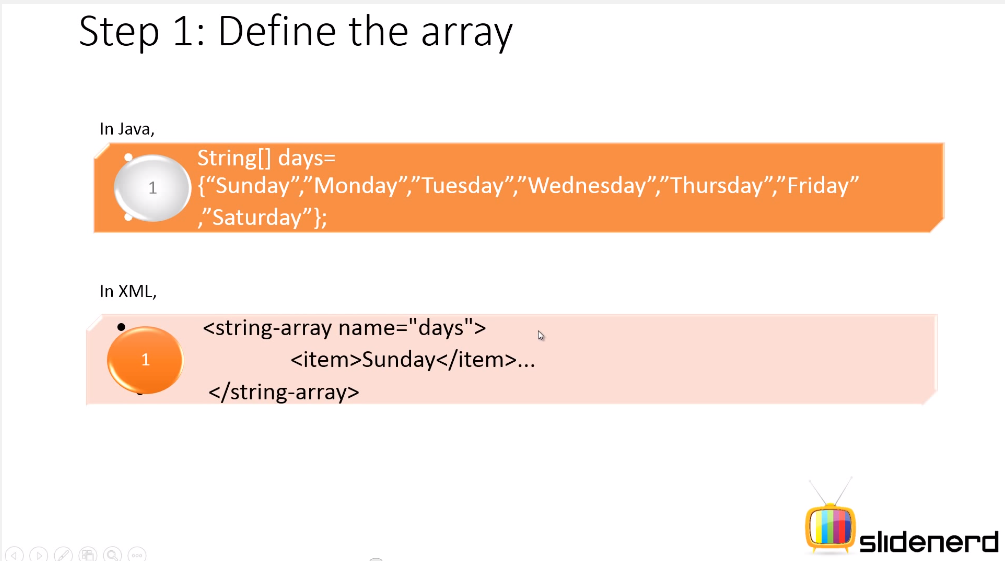 Step 1: Define the array
In Java,
1
String[] days=
{“Sunday”,”Monday”,”Tuesday”,”Wednesday”,”Thursday”,”Friday”
,”Saturday”};
In XML,
1
<string-array name="days">
<item>Sunday</item>...
</string-array>
slidenerd